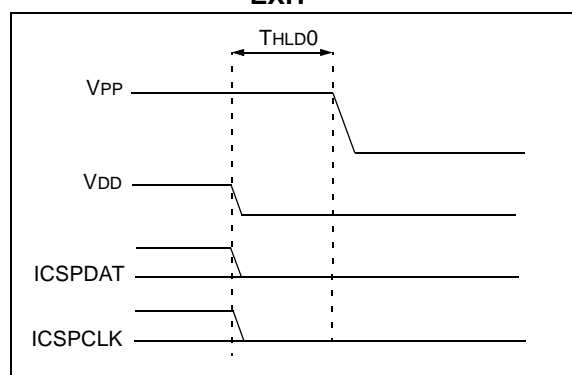 EXIT
THLD0
VPP
VDD
ICSPDAT
ICSPCLK